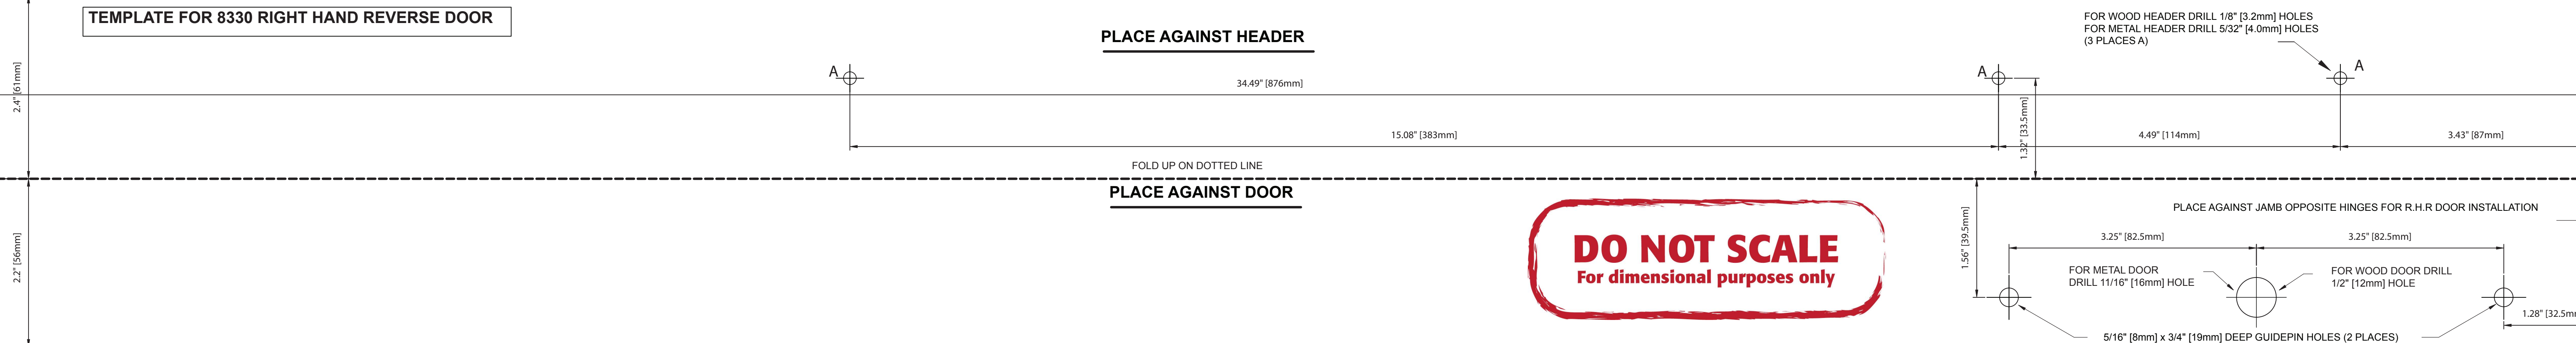 TEMPLATE FOR 8330 RIGHT HAND REVERSE DOOR
PLACE AGAINST HEADER
FOR WOOD HEADER DRILL 1/8" [3.2mm] HOLES
FOR METAL HEADER DRILL 5/32" [4.0mm] HOLES
(3 PLACES A)
A
A
A
2.4" [61mm]
34.49" [876mm]
15.08" [383mm]
1.32" [33.5mm]
4.49" [114mm]
3.43" [87mm]
FOLD UP ON DOTTED LINE
PLACE AGAINST DOOR
2.2" [56mm]
DO NOT SCALE
For dimensional purposes only
1.56" [39.5mm]
PLACE AGAINST JAMB OPPOSITE HINGES FOR R.H.R DOOR INSTALLATION
3.25" [82.5mm]
3.25" [82.5mm]
FOR METAL DOOR
DRILL 11/16" [16mm] HOLE
FOR WOOD DOOR DRILL
1/2" [12mm] HOLE
1.28" [32.5m
5/16" [8mm] x 3/4" [19mm] DEEP GUIDEPIN HOLES (2 PLACES)